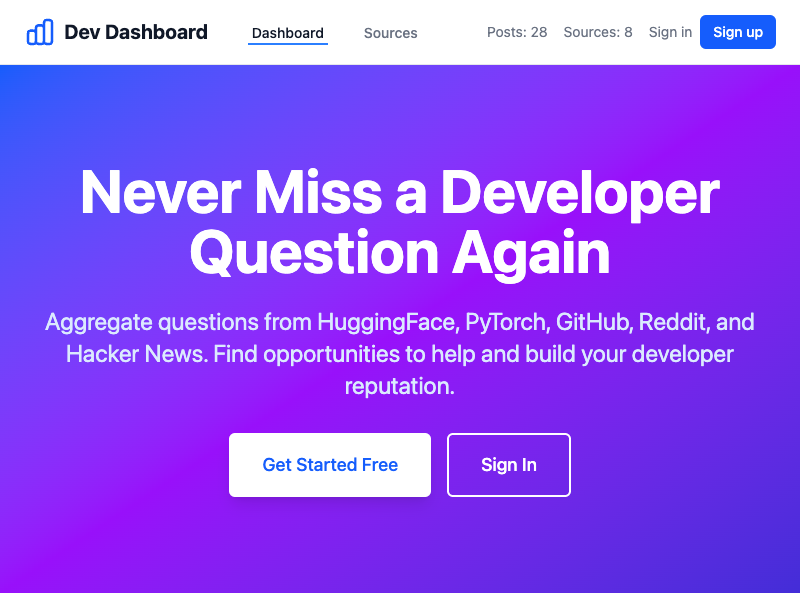 Dev Dashboard
Dashboard
Sources
Posts: 28
Sources: 8
Sign in
Sign up
Never Miss a Developer
Question Again
Aggregate questions from HuggingFace, PyTorch, GitHub, Reddit, and
Hacker News. Find opportunities to help and build your developer
reputation.
Get Started Free
Sign In